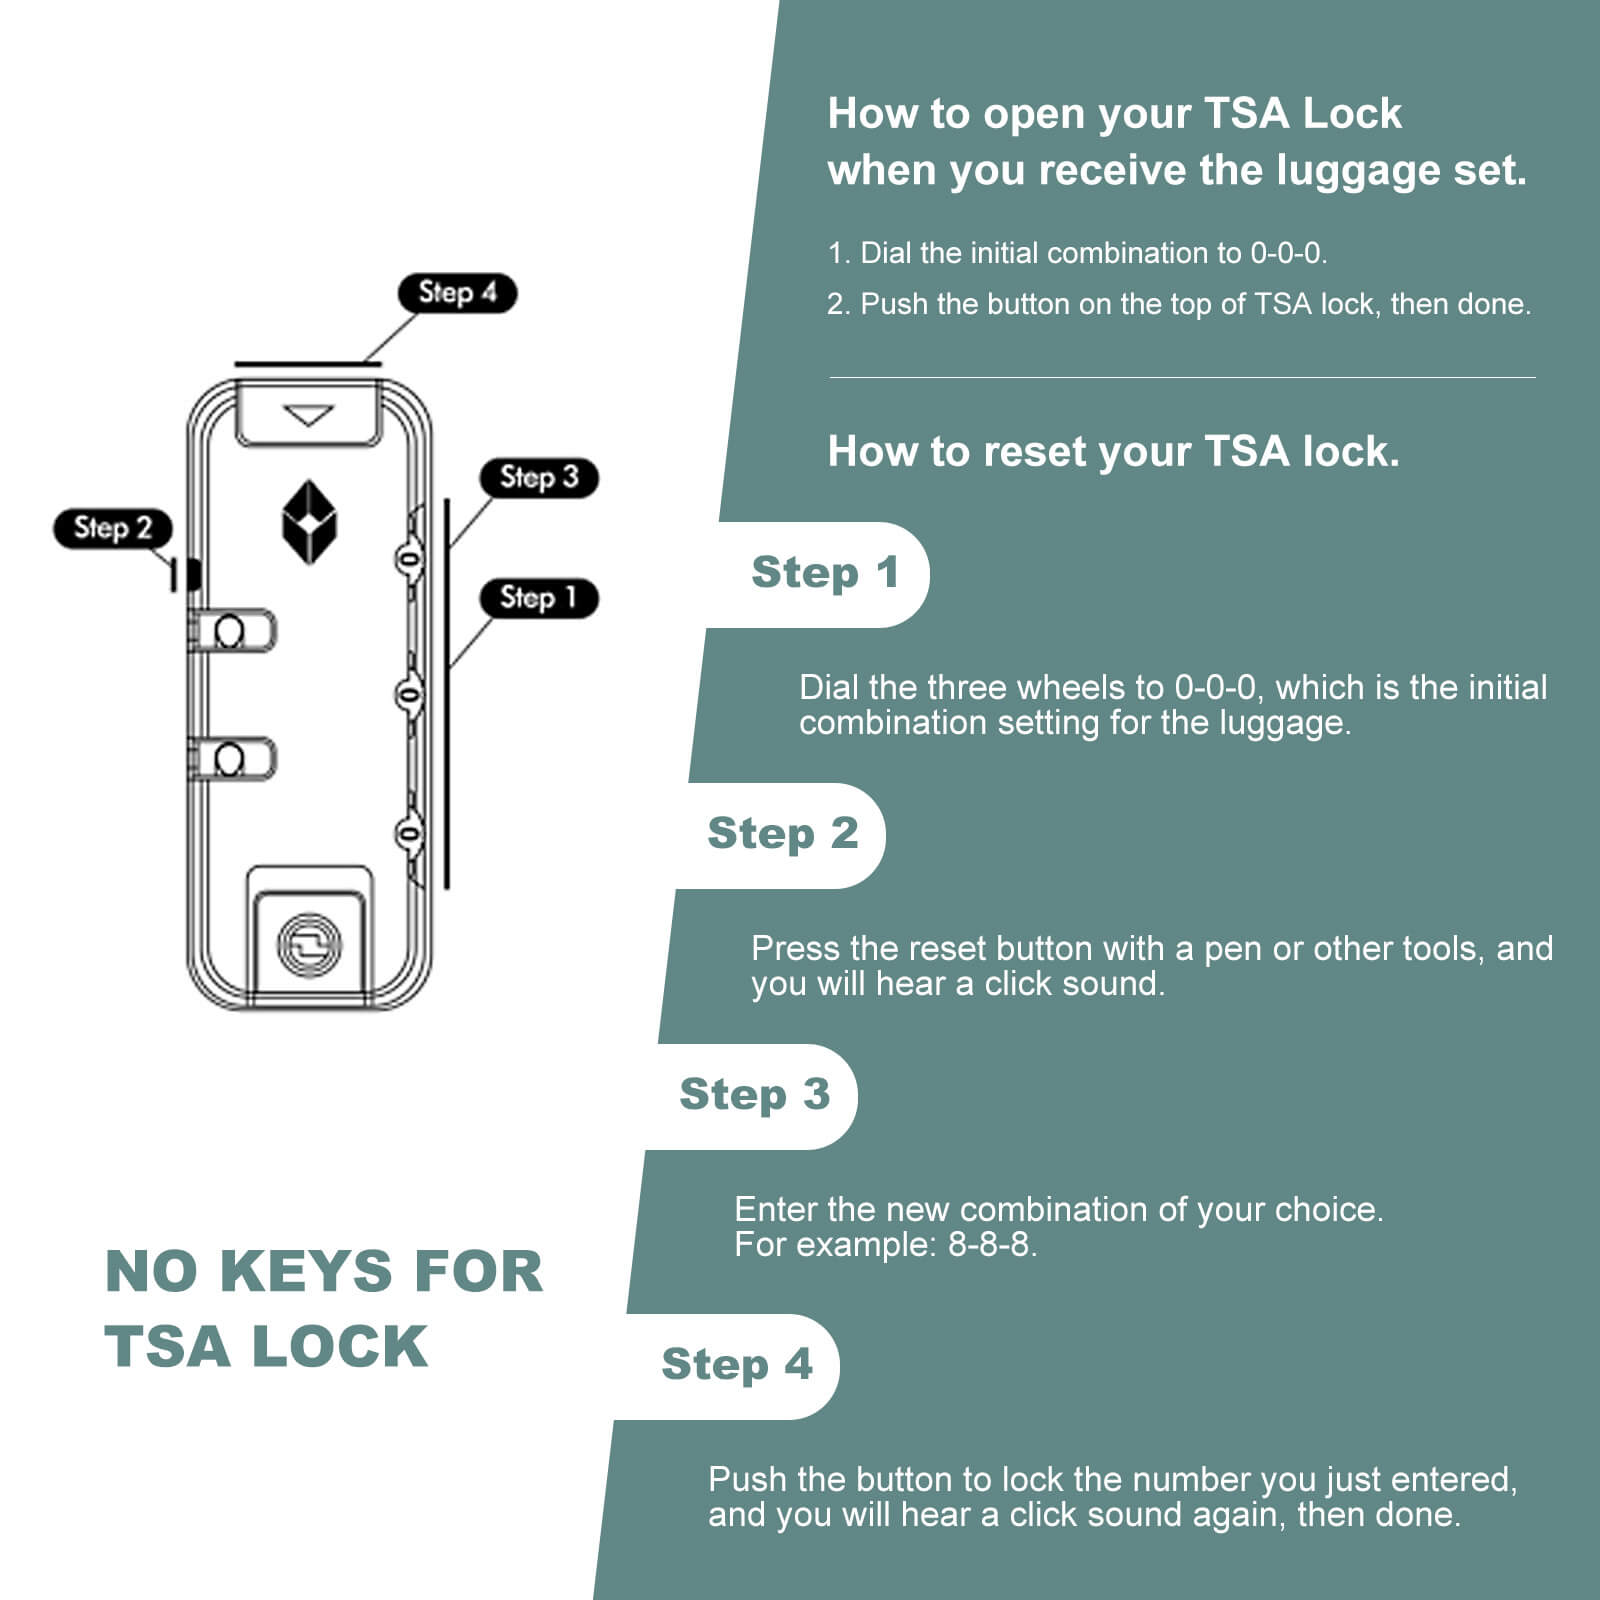 How to open your TSA Lock
when you receive the luggage set.
1. Dial the initial combination to 0-0-0.
2. Push the button on the top of TSA lock, then done.
How to reset your TSA lock.
Step 1
Dial the three wheels to 0-0-0, which is the initial
combination setting for the luggage.
Step 2
Press the reset button with a pen or other tools, and
you will hear a click sound.
Step 3
Enter the new combination of your choice.
For example: 8-8-8.
Step 4
Push the button to lock the number you just entered,
and you will hear a click sound again, then done.
Step 4
Step 3
Step 2
Step 1
0
0
0
NO KEYS FOR
TSA LOCK